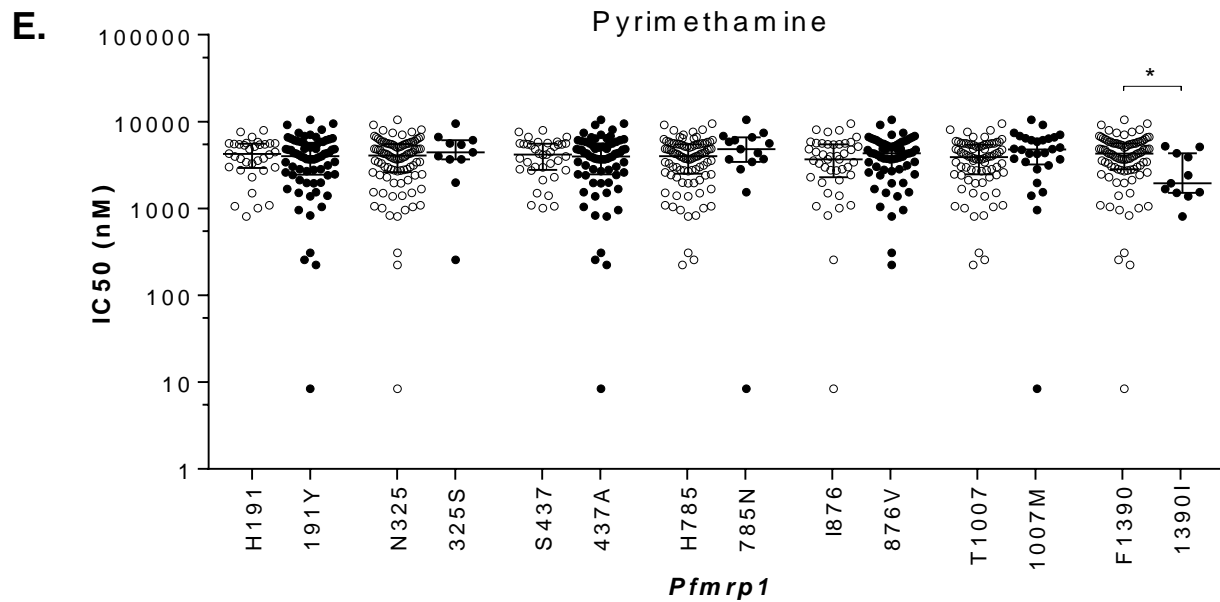 E.
Pyrimethamine
*
IC50 (nM)
100000
10000
1000
100
10
1
H191
191Y
N325
325S
S437
437A
H785
785N
I876
876V
T1007
1007M
F1390
1390I
Pfmrp1